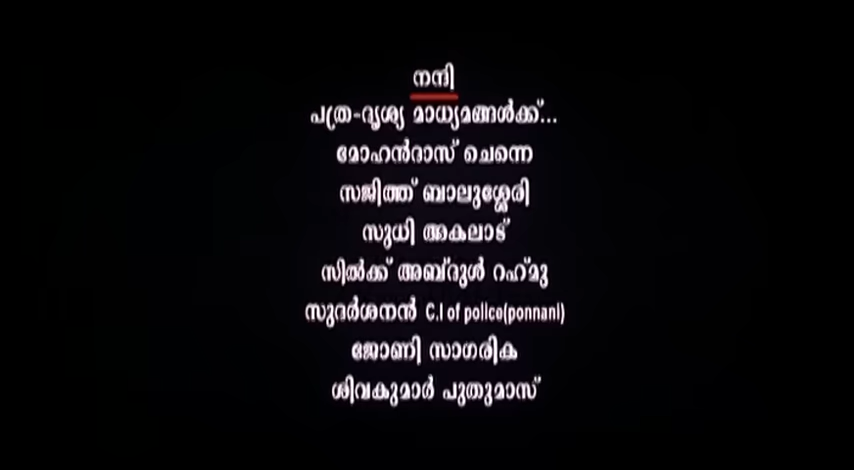 നന്ദി
പത്ര-ദൃശ്യ മാധ്യമങ്ങൾക്ക്...
മോഹൻദാസ് ചെന്നൈ
സജിത്ത് ബാലുശ്ശേരി
സുധി അകലാട്
സിൽക്ക് അബ്ദുൾ റഹ്മു
സുദർശനൻ C.I of police(ponnani)
ജോണി സാഗരിക
ശിവകുമാർ പുതുമാസ്